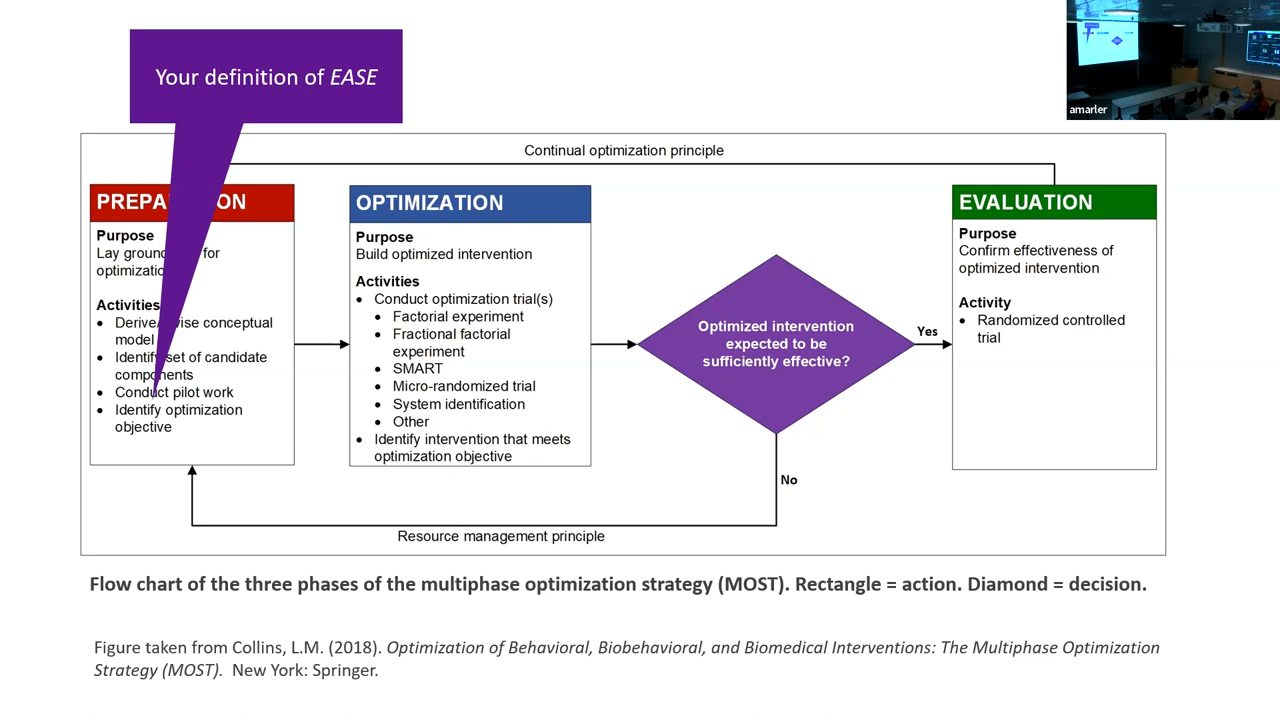 Your definition of EASE
amarler
Continual optimization principle
PREPA ON
Purpose
Lay ground for
optimizatio
Activities
Derive/ vise conceptual
model
Identify set of candidate
components
Conduct pilot work
Identify optimization
objective
OPTIMIZATION
Purpose
Build optimized intervention
Activities
Conduct optimization trial(s)
Factorial experiment
Fractional factorial
experiment
SMART
Micro-randomized trial
System identification
Other
Identify intervention that meets
optimization objective
Optimized intervention
expected to be
sufficiently effective?
Yes
No
EVALUATION
Purpose
Confirm effectiveness of
optimized intervention
Activity
Randomized controlled
trial
Resource management principle
Flow chart of the three phases of the multiphase optimization strategy (MOST). Rectangle = action. Diamond = decision.
Figure taken from Collins, L.M. (2018). Optimization of Behavioral, Biobehavioral, and Biomedical Interventions: The Multiphase Optimization
Strategy (MOST). New York: Springer.